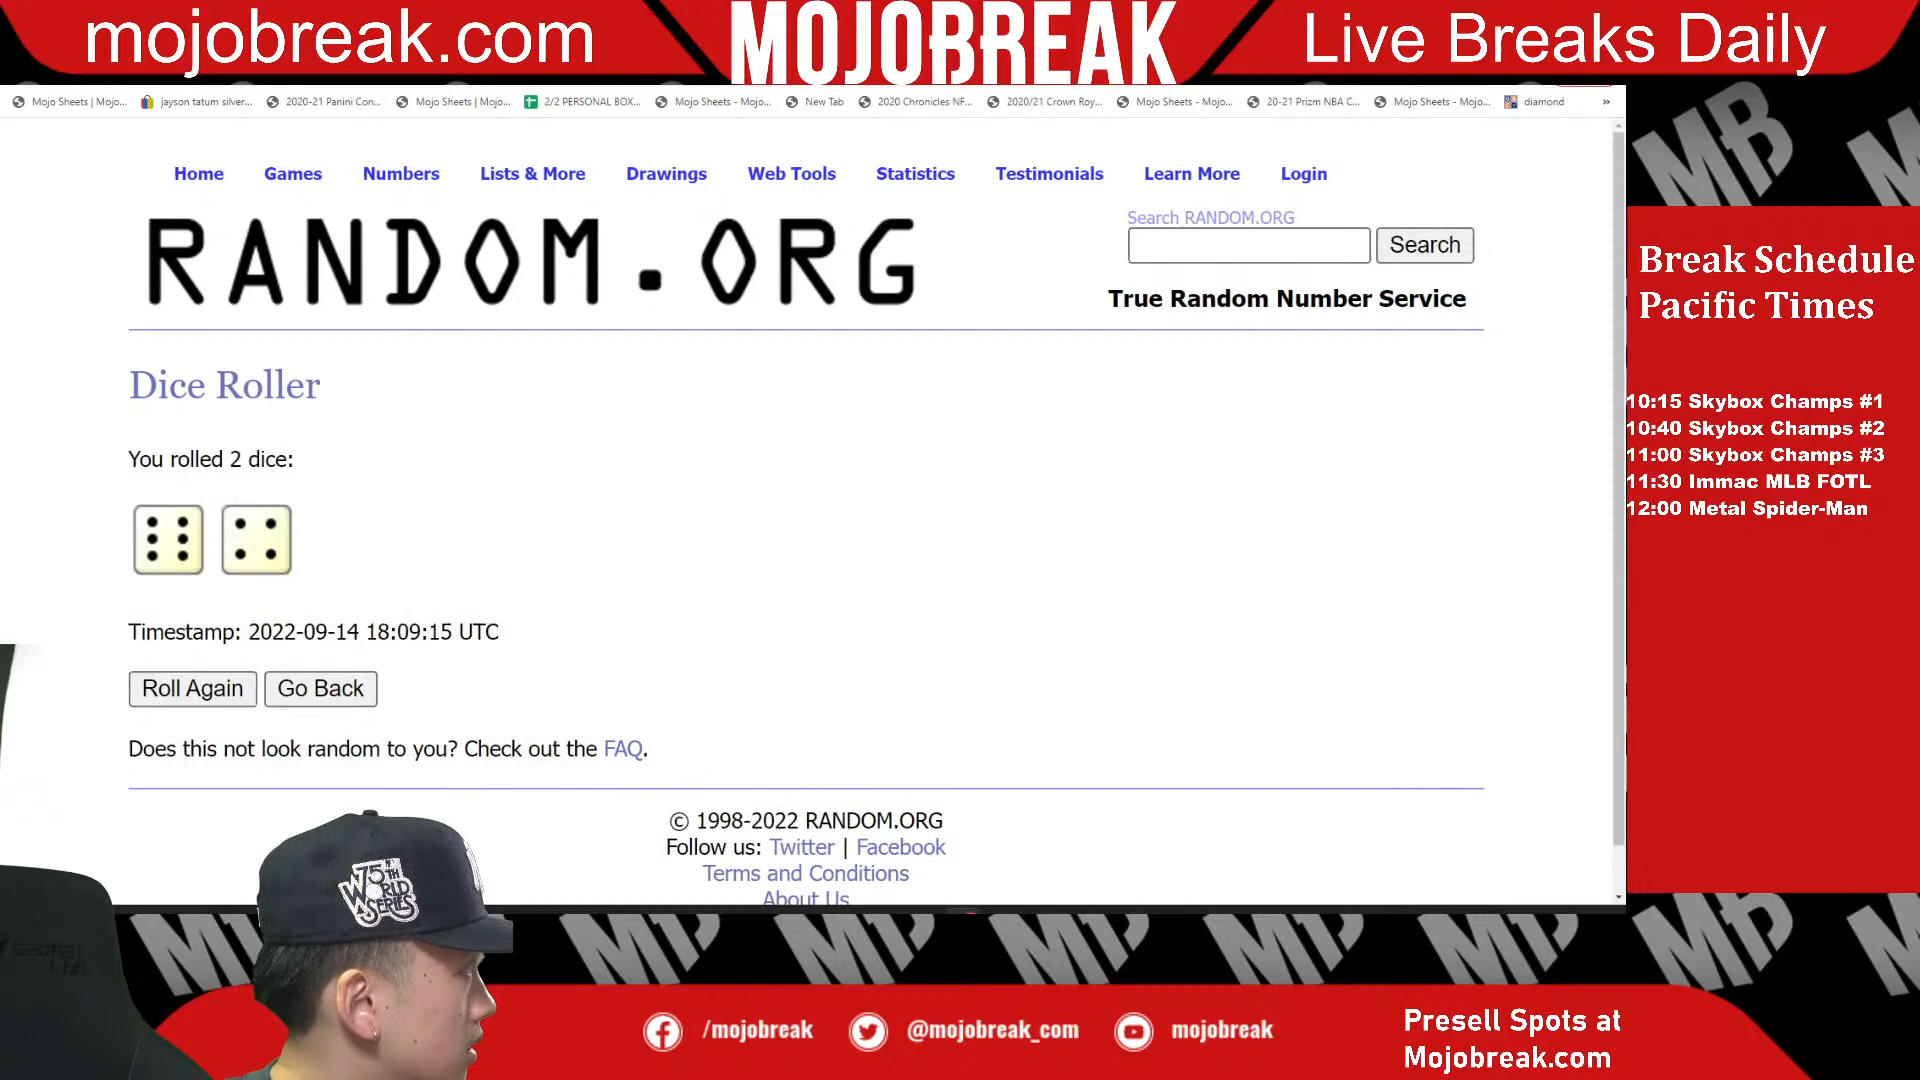 mojobreak.com
MOJOBREAK
Live Breaks Daily
Mojo Sheets | Mojo...
jayson tatum silver...
2020-21 Panini Con...
Mojo Sheets | Mojo...
2/2 PERSONAL BOX...
Mojo Sheets - Mojo...
New Tab
2020 Chronicles NF...
2020/21 Crown Roy...
Mojo Sheets - Mojo...
20-21 Prizm NBA C...
Mojo Sheets - Mojo...
diamond
»
Home Games Numbers Lists & More Drawings Web Tools Statistics Testimonials Learn More Login
RANDOM.ORG
Search RANDOM.ORG
Search
True Random Number Service
Break Schedule
Pacific Times
10:15 Skybox Champs #1
10:40 Skybox Champs #2
11:00 Skybox Champs #3
11:30 Immac MLB FOTL
12:00 Metal Spider-Man
Dice Roller
You rolled 2 dice:
Timestamp: 2022-09-14 18:09:15 UTC
Roll Again
Go Back
Does this not look random to you? Check out the FAQ.
© 1998-2022 RANDOM.ORG
Follow us: Twitter | Facebook
Terms and Conditions
About Us
75TH
WORLD
SERIES
/mojobreak
@mojobreak_com
mojobreak
Presell Spots at
Mojobreak.com